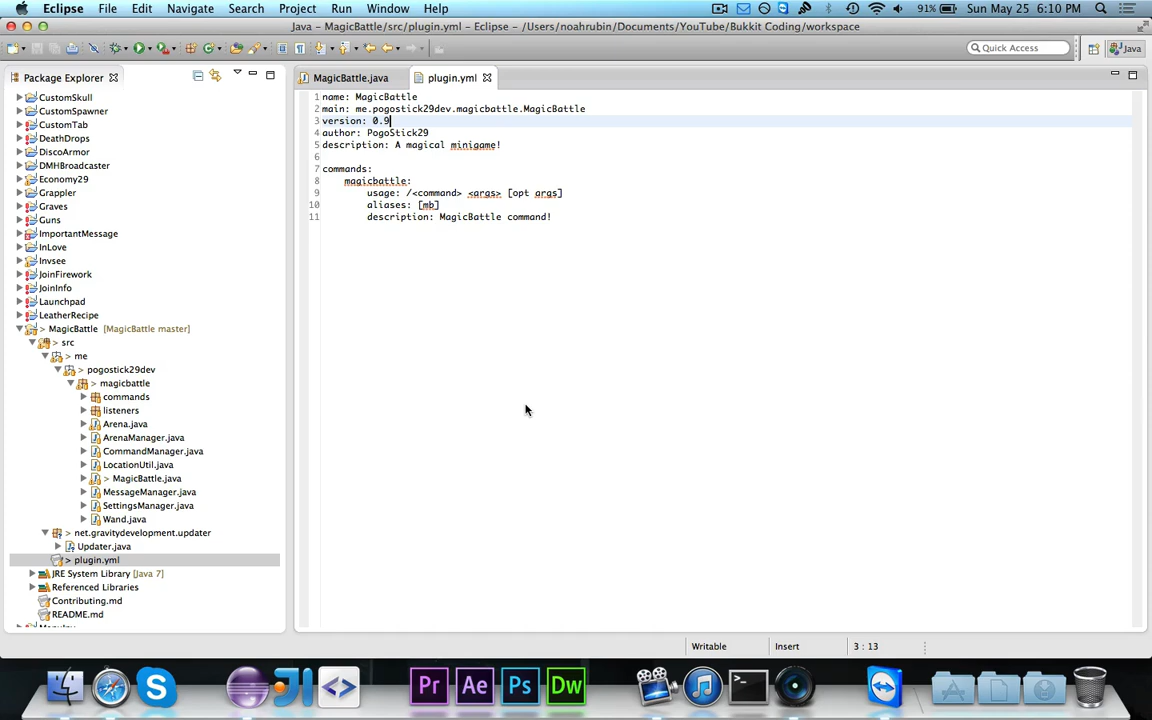 Eclipse File Edit Navigate Search Project Run Window Help 91% Sun May 25 6:10 PM
Java – MagicBattle/src/plugin.yml – Eclipse – /Users/noahrubin/Documents/YouTube/Bukkit Coding/workspace
Quick Access Java
Package Explorer
CustomSkull
CustomSpawner
CustomTab
DeathDrops
DiscoArmor
DMHBroadcaster
Economy29
Grappler
Graves
Guns
ImportantMessage
InLove
Invsee
JoinFirework
JoinInfo
Launchpad
LeatherRecipe
> MagicBattle [MagicBattle master]
> src
> me
> pogostick29dev
> magicbattle
commands
listeners
Arena.java
ArenaManager.java
CommandManager.java
LocationUtil.java
> MagicBattle.java
MessageManager.java
SettingsManager.java
Wand.java
> net.gravitydevelopment.updater
Updater.java
> plugin.yml
JRE System Library [Java 7]
Referenced Libraries
Contributing.md
README.md
MagicBattle.java plugin.yml
1 name: MagicBattle
2 main: me.pogostick29dev.magicbattle.MagicBattle
3 version: 0.9
4 author: PogoStick29
5 description: A magical minigame!
6
7 commands:
8 magicbattle:
9 usage: /<command> <args> [opt args]
10 aliases: [mb]
11 description: MagicBattle command!
Writable Insert 3 : 13
Pr Ae Ps Dw